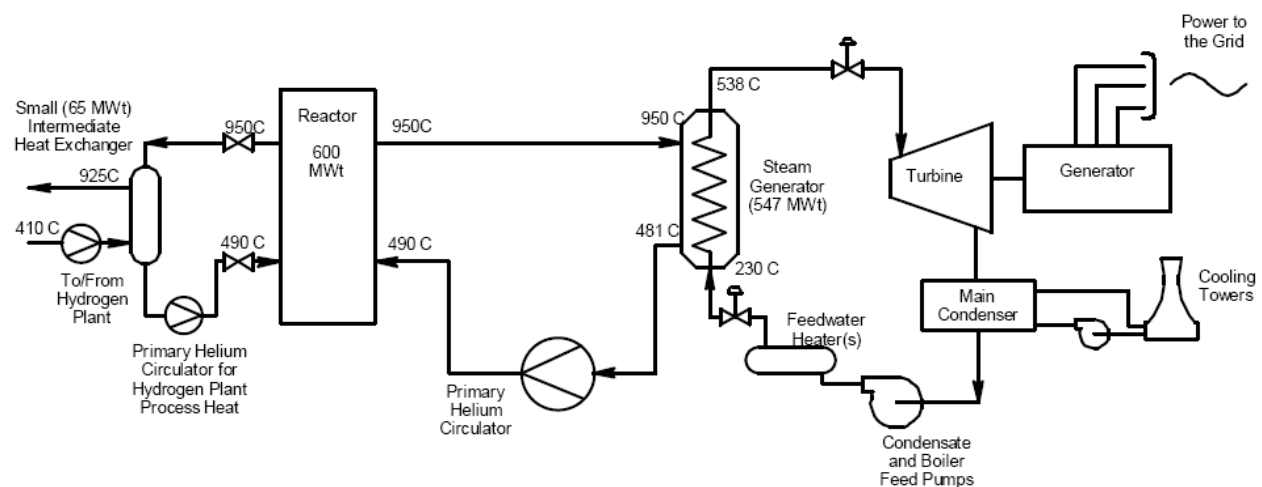 Power to
the Grid
Small (65 MWt)
Intermediate
Heat Exchanger
950C
Reactor
600
MWt
950C
950 C
538 C
Steam
Generator
(547 MWt)
Turbine
Generator
925C
410 C
490 C
490 C
481 C
230 C
To/From
Hydrogen
Plant
Primary Helium
Circulator for
Hydrogen Plant
Process Heat
Primary
Helium
Circulator
Feedwater
Heater(s)
Main
Condenser
Cooling
Towers
Condensate
and Boiler
Feed Pumps